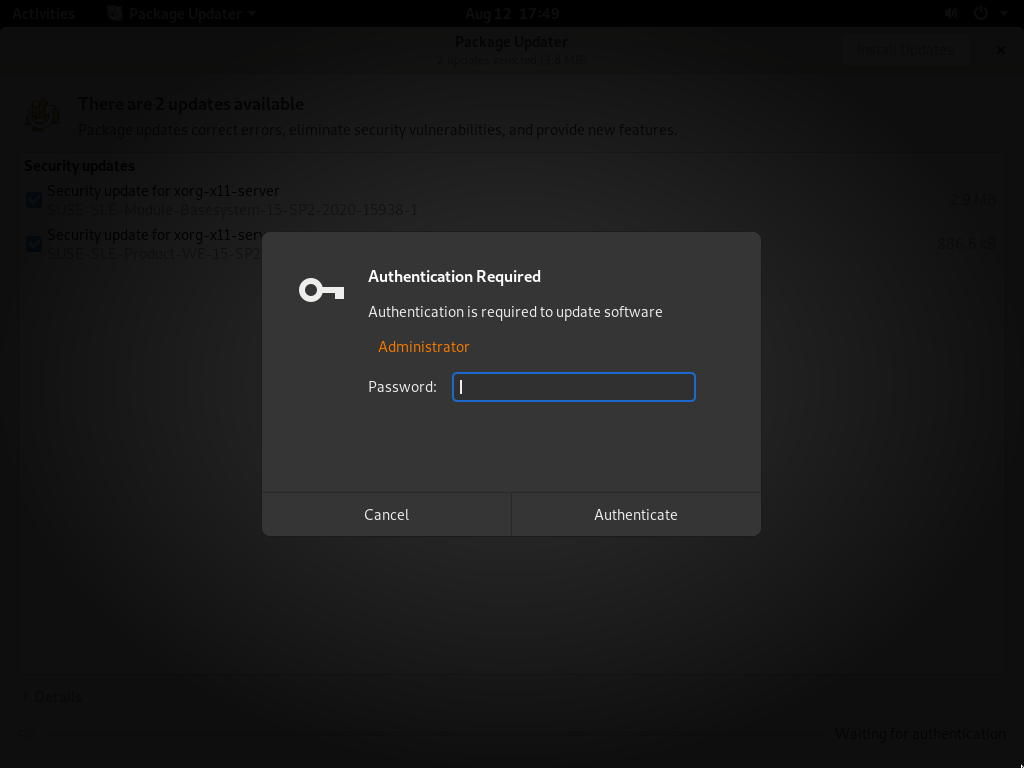 Activities Package Updater Aug 12 17:49
Package Updater
2 updates selected (3.8 MB)
Install Updates
There are 2 updates available
Package updates correct errors, eliminate security vulnerabilities, and provide new features.
Security updates
Security update for xorg-x11-server
SUSE-SLE-Module-Basesystem-15-SP2-2020-15938-1
2.9 MB
Security update for xorg-x11-serv
SUSE-SLE-Product-WE-15-SP2
886.6 kB
Authentication Required
Authentication is required to update software
Administrator
Password:
Cancel
Authenticate
Details
Waiting for authentication